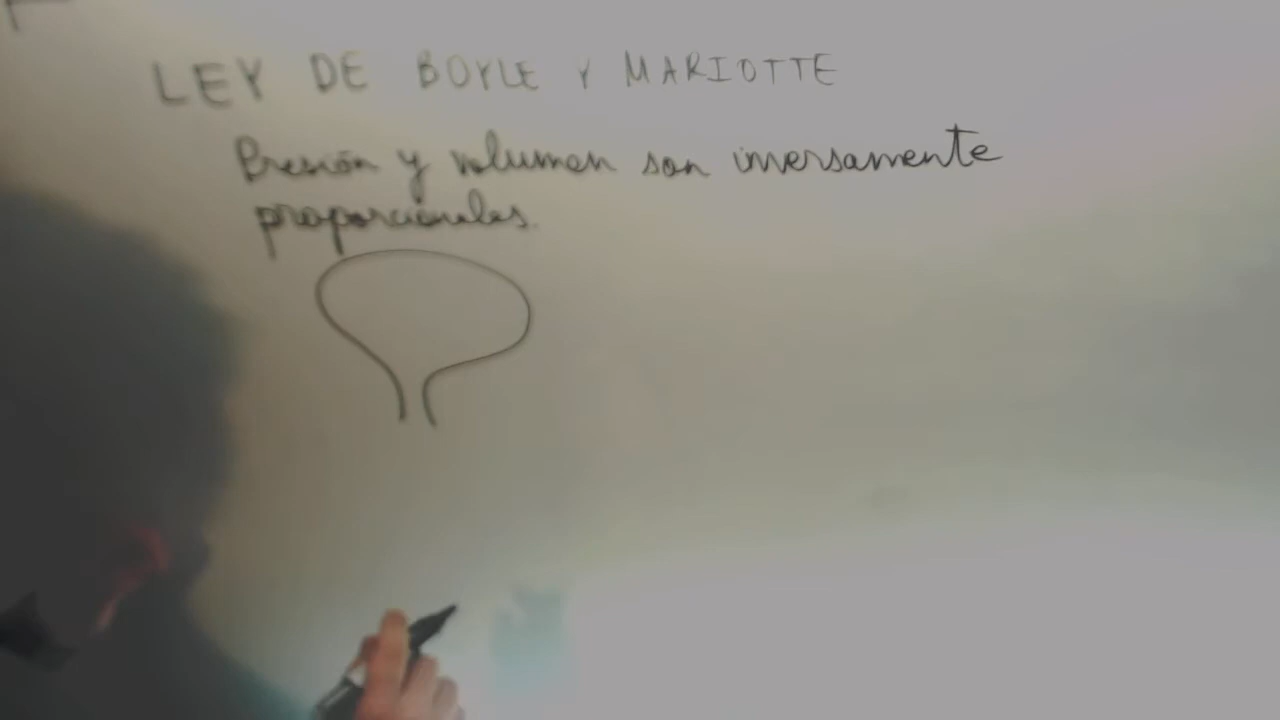 LEY DE BOYLE Y MARIOTTE
Presión y volumen son inversamente
proporcionales.